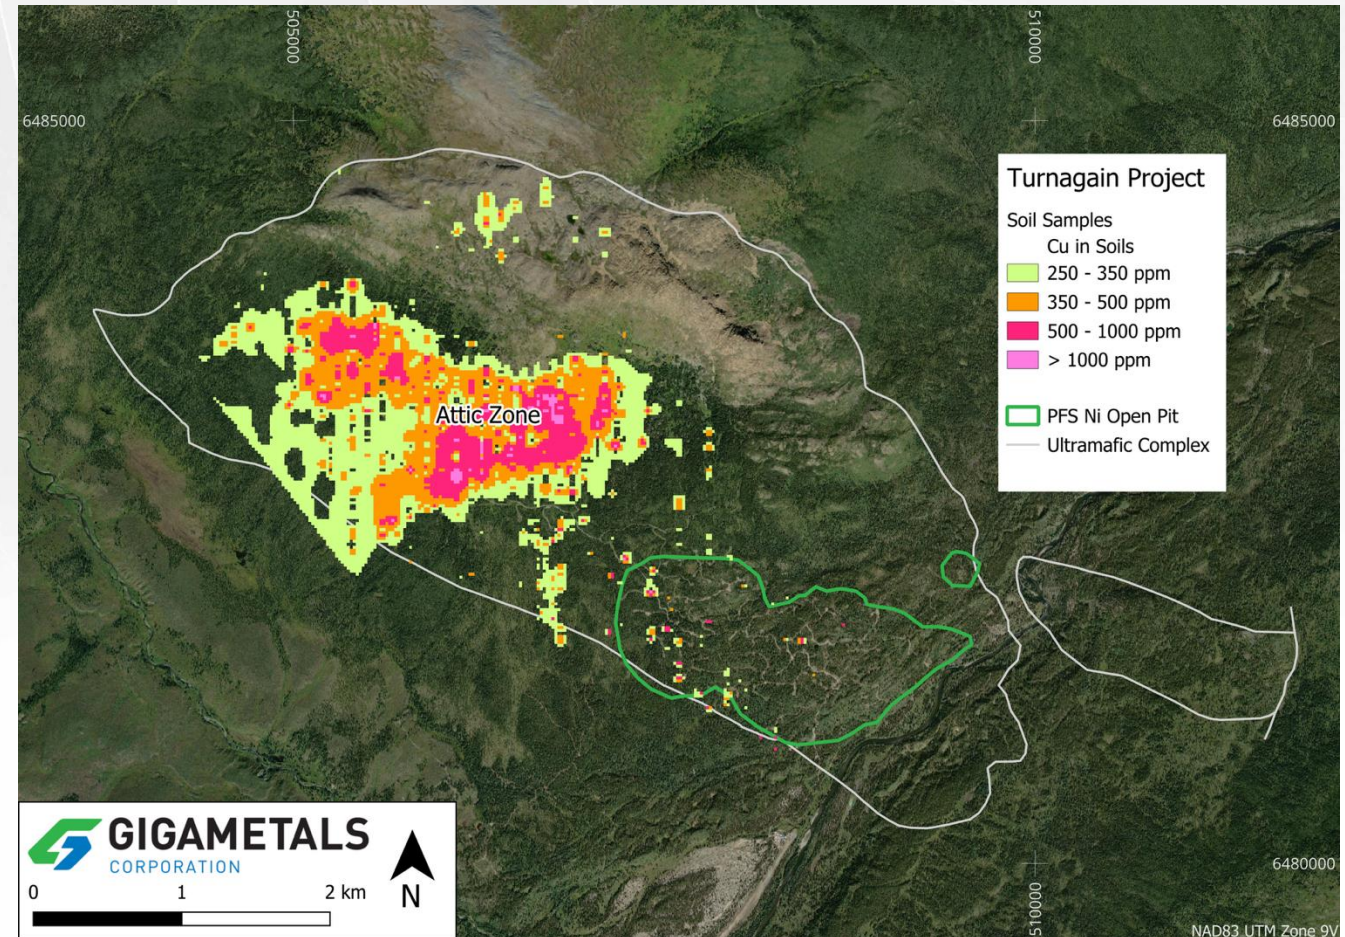 505000
510000
6485000
6485000
Turnagain Project
Soil Samples
Cu in Soils
250 - 350 ppm
350 - 500 ppm
500 - 1000 ppm
> 1000 ppm
PFS Ni Open Pit
Ultramafic Complex
Attic Zone
GIGAMETALS
CORPORATION
0 1 2 km
N
6480000
510000
NAD83 UTM Zone 9V